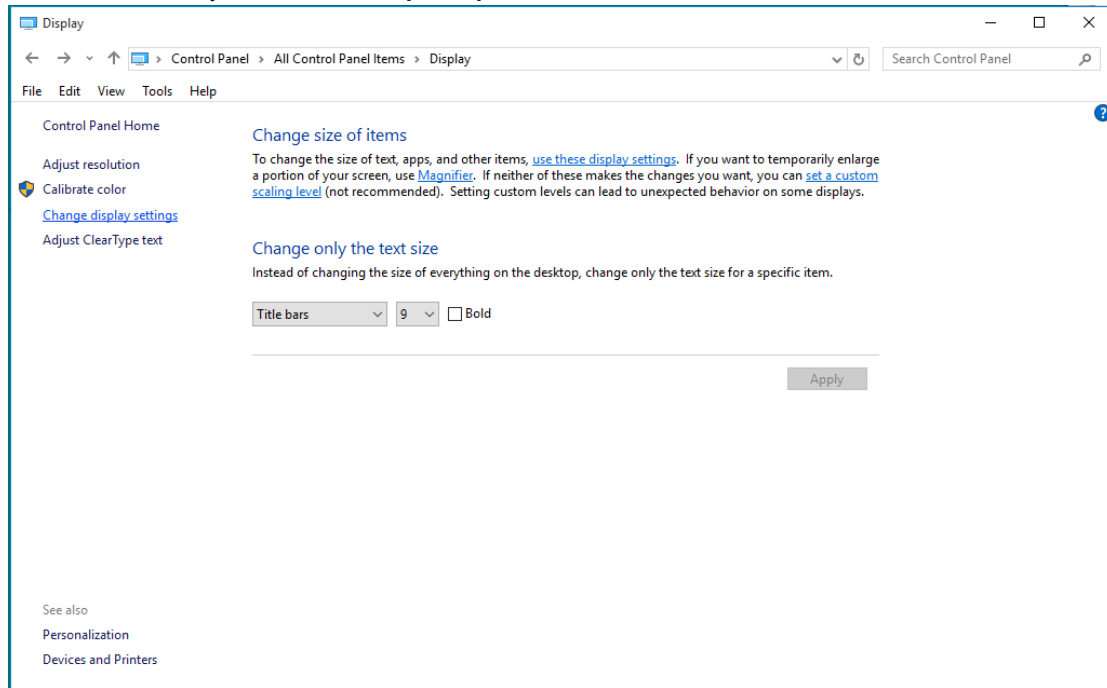 Display
Control Panel > All Control Panel Items > Display
Search Control Panel
File Edit View Tools Help
Control Panel Home
Adjust resolution
Calibrate color
Change display settings
Adjust ClearType text
Change size of items
To change the size of text, apps, and other items, use these display settings. If you want to temporarily enlarge
a portion of your screen, use Magnifier. If neither of these makes the changes you want, you can set a custom
scaling level (not recommended). Setting custom levels can lead to unexpected behavior on some displays.
Change only the text size
Instead of changing the size of everything on the desktop, change only the text size for a specific item.
Title bars 9 Bold
Apply
See also
Personalization
Devices and Printers